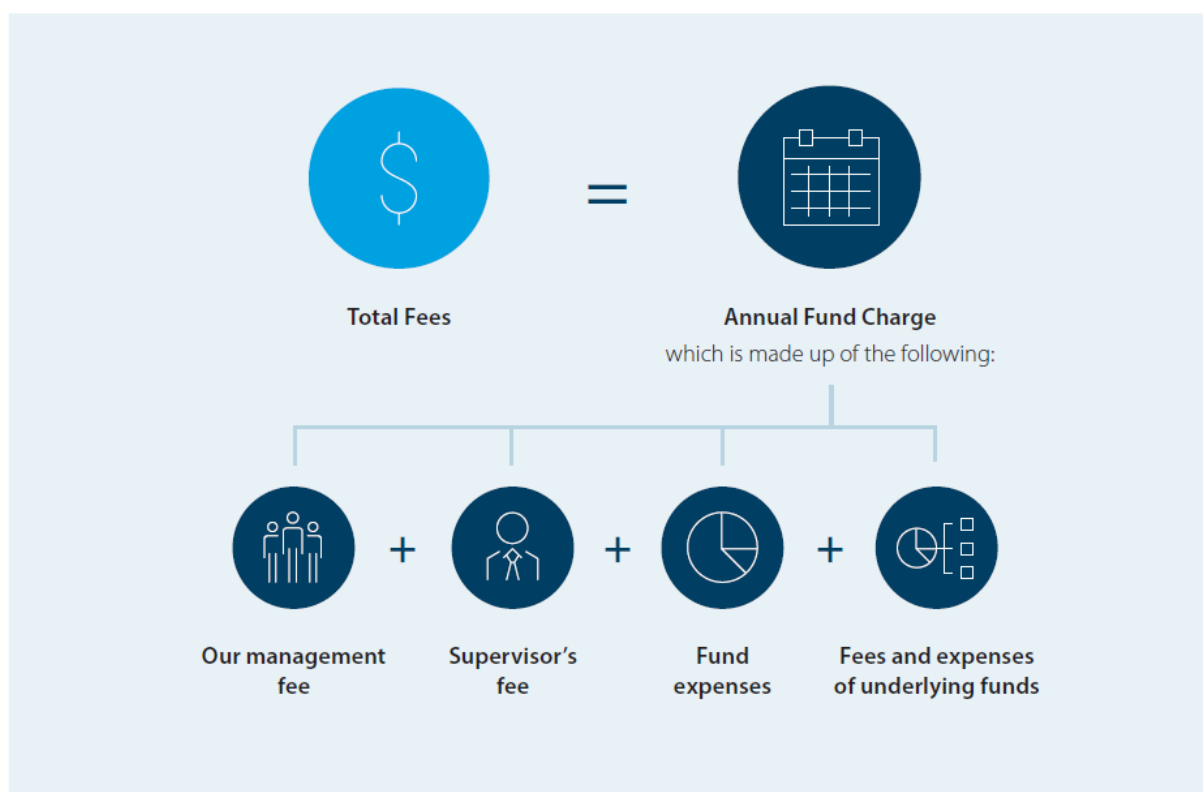 $
=
Total Fees
Annual Fund Charge
which is made up of the following:
+
+
+
Our management
fee
Supervisor’s
fee
Fund
expenses
Fees and expenses
of underlying funds